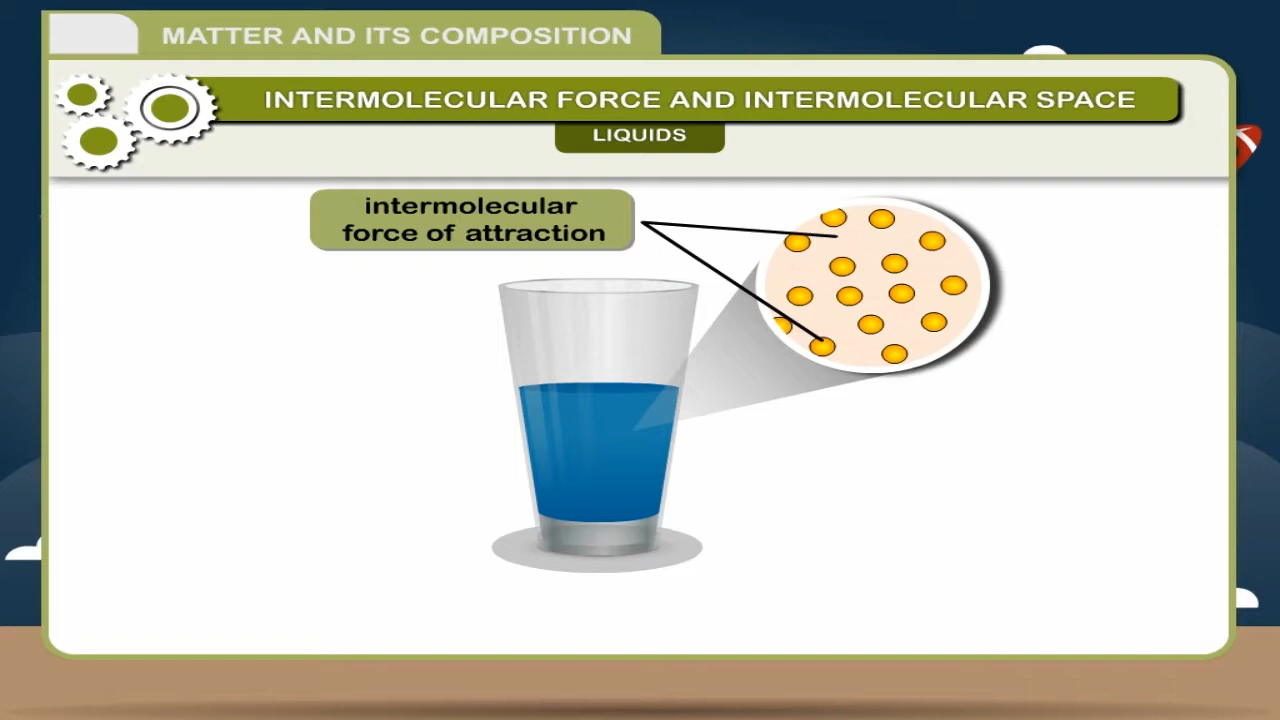 MATTER AND ITS COMPOSITION
INTERMOLECULAR FORCE AND INTERMOLECULAR SPACE
LIQUIDS
intermolecular
force of attraction